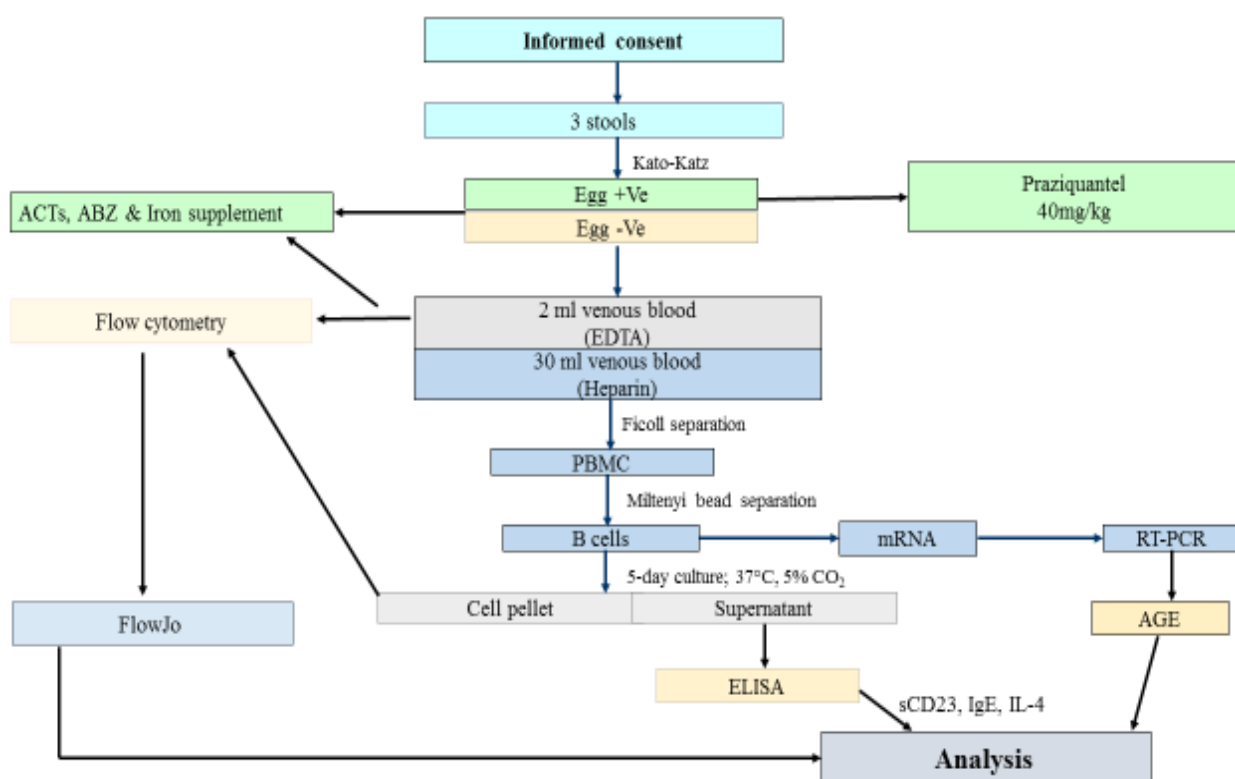 Informed consent
3 stools
Kato-Katz
Egg +Ve
Praziquantel
40mg/kg
ACTs, ABZ & Iron supplement
Egg -Ve
2 ml venous blood
(EDTA)
Flow cytometry
30 ml venous blood
(Heparin)
Ficoll separation
PBMC
Miltenyi bead separation
B cells
mRNA
RT-PCR
5-day culture; 37°C, 5% CO₂
Cell pellet
Supernatant
FlowJo
AGE
ELISA
sCD23, IgE, IL-4
Analysis